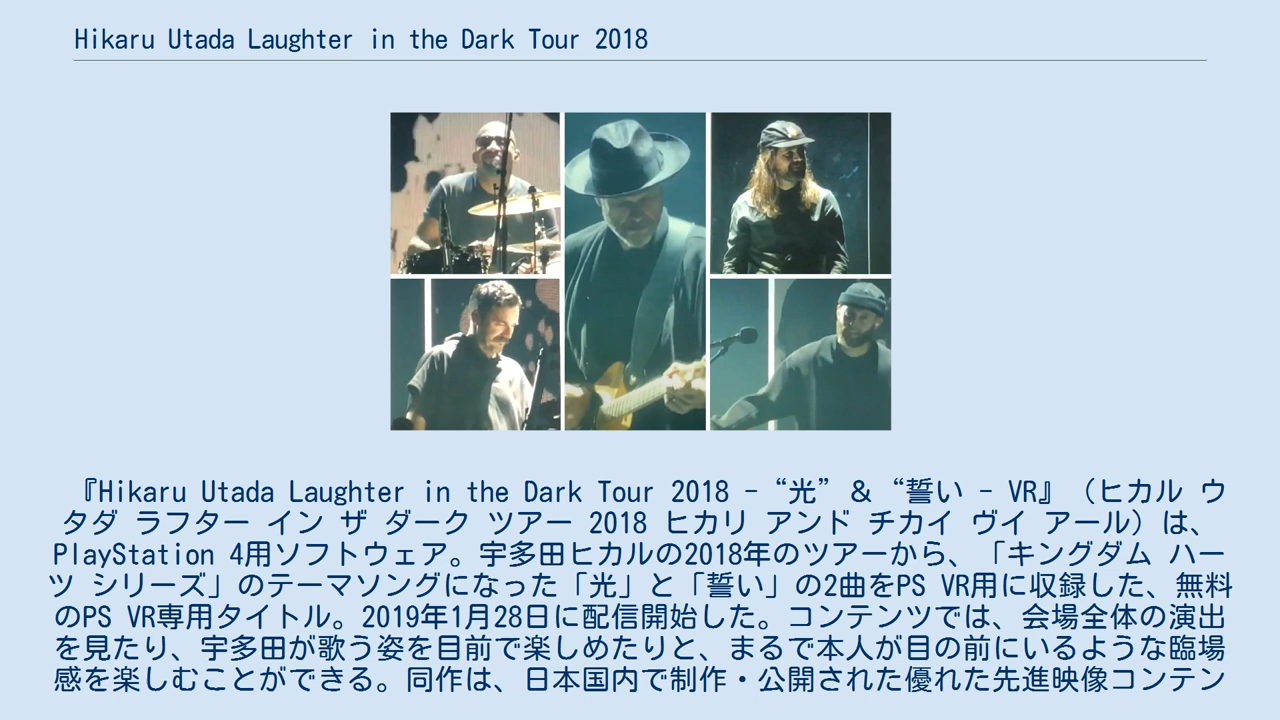 Hikaru Utada Laughter in the Dark Tour 2018
『Hikaru Utada Laughter in the Dark Tour 2018 - “光” & “誓い - VR』（ヒカル ウ
タダ ラフター イン ザ ダーク ツアー 2018 ヒカリ アンド チカイ ヴイ アール）は、
PlayStation 4用ソフトウェア。宇多田ヒカルの2018年のツアーから、「キングダム ハー
ツ シリーズ」のテーマソングになった「光」と「誓い」の2曲をPS VR用に収録した、無料
のPS VR専用タイトル。2019年1月28日に配信開始した。コンテンツでは、会場全体の演出
を見たり、宇多田が歌う姿を目前で楽しめたりと、まるで本人が目の前にいるような臨場
感を楽しむことができる。同作は、日本国内で制作・公開された優れた先進映像コンテン